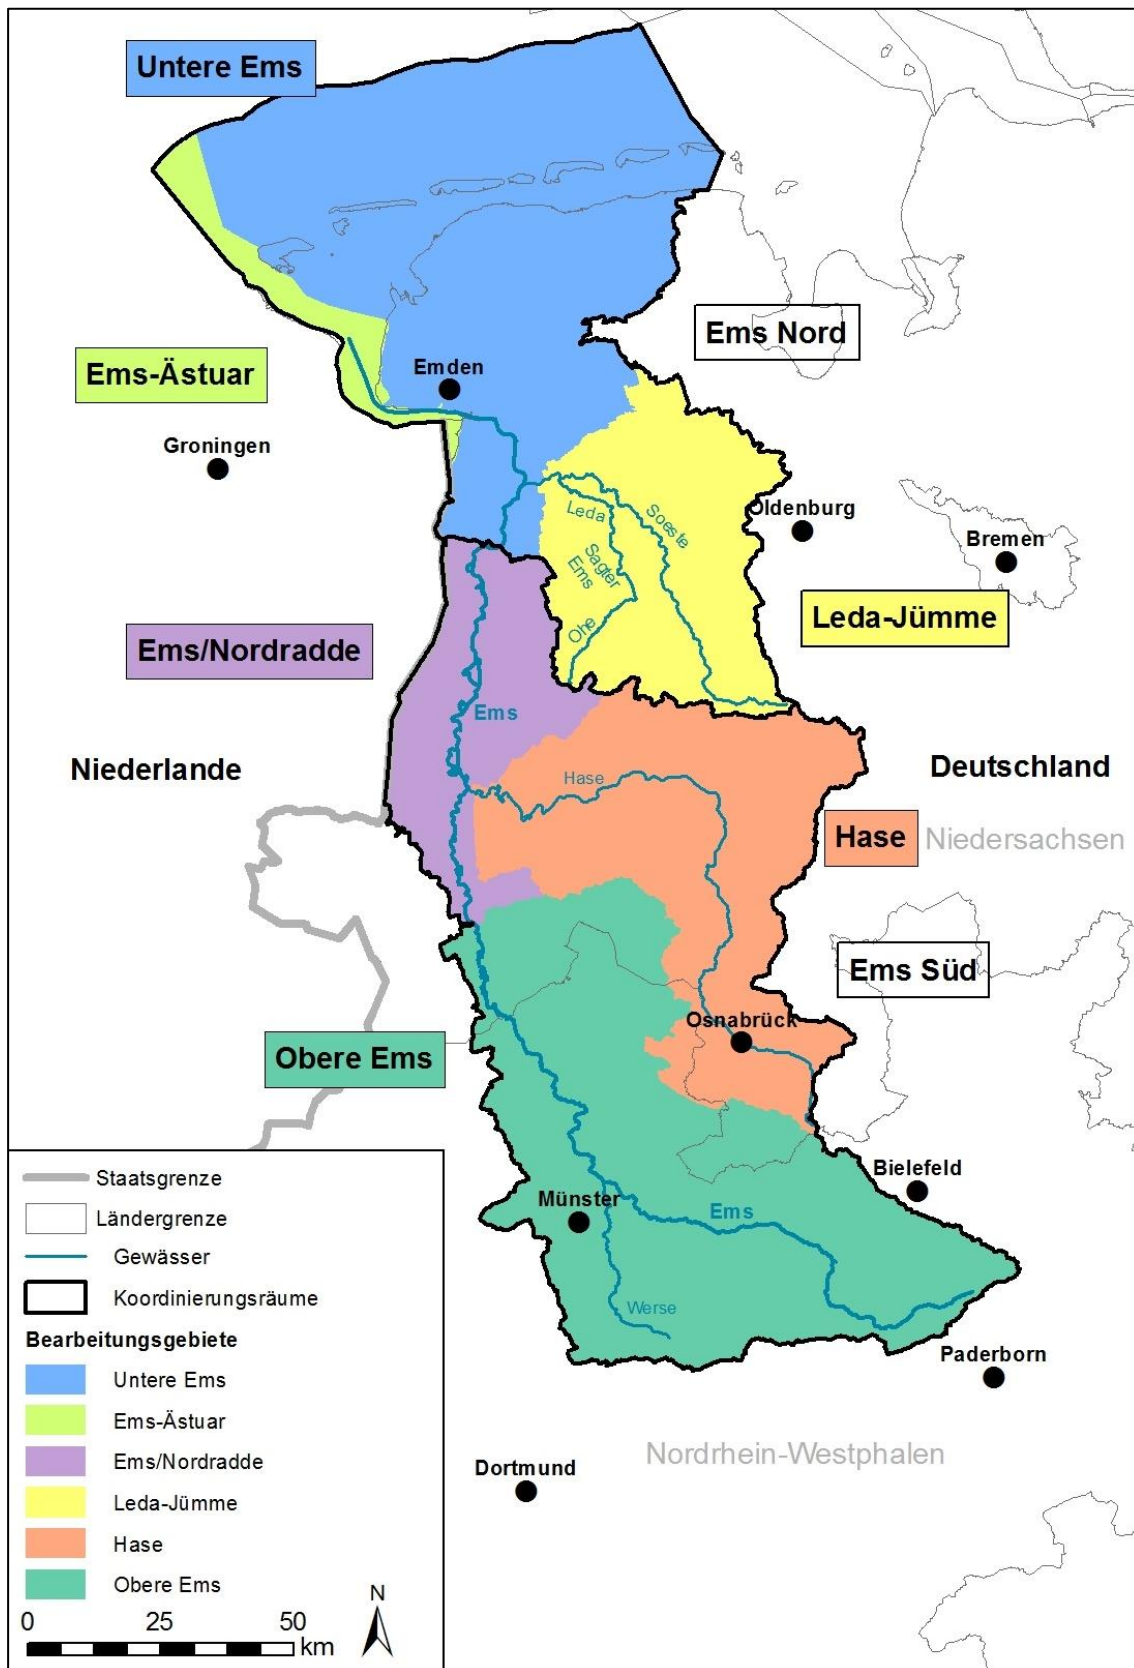 Untere Ems
Ems Nord
Ems-Ästuar
Emden
Groningen
Leda
Soeste
Oldenburg
Bremen
Sagter
Ems
Ohe
Leda-Jümme
Ems/Nordradde
Ems
Niederlande
Deutschland
Hase
Hase
Niedersachsen
Ems Süd
Osnabrück
Obere Ems
Bielefeld
Münster
Ems
Werse
Paderborn
Nordrhein-Westphalen
Dortmund
Staatsgrenze
Ländergrenze
Gewässer
Koordinierungsräume
Bearbeitungsgebiete
Untere Ems
Ems-Ästuar
Ems/Nordradde
Leda-Jümme
Hase
Obere Ems
N
0 25 50
km